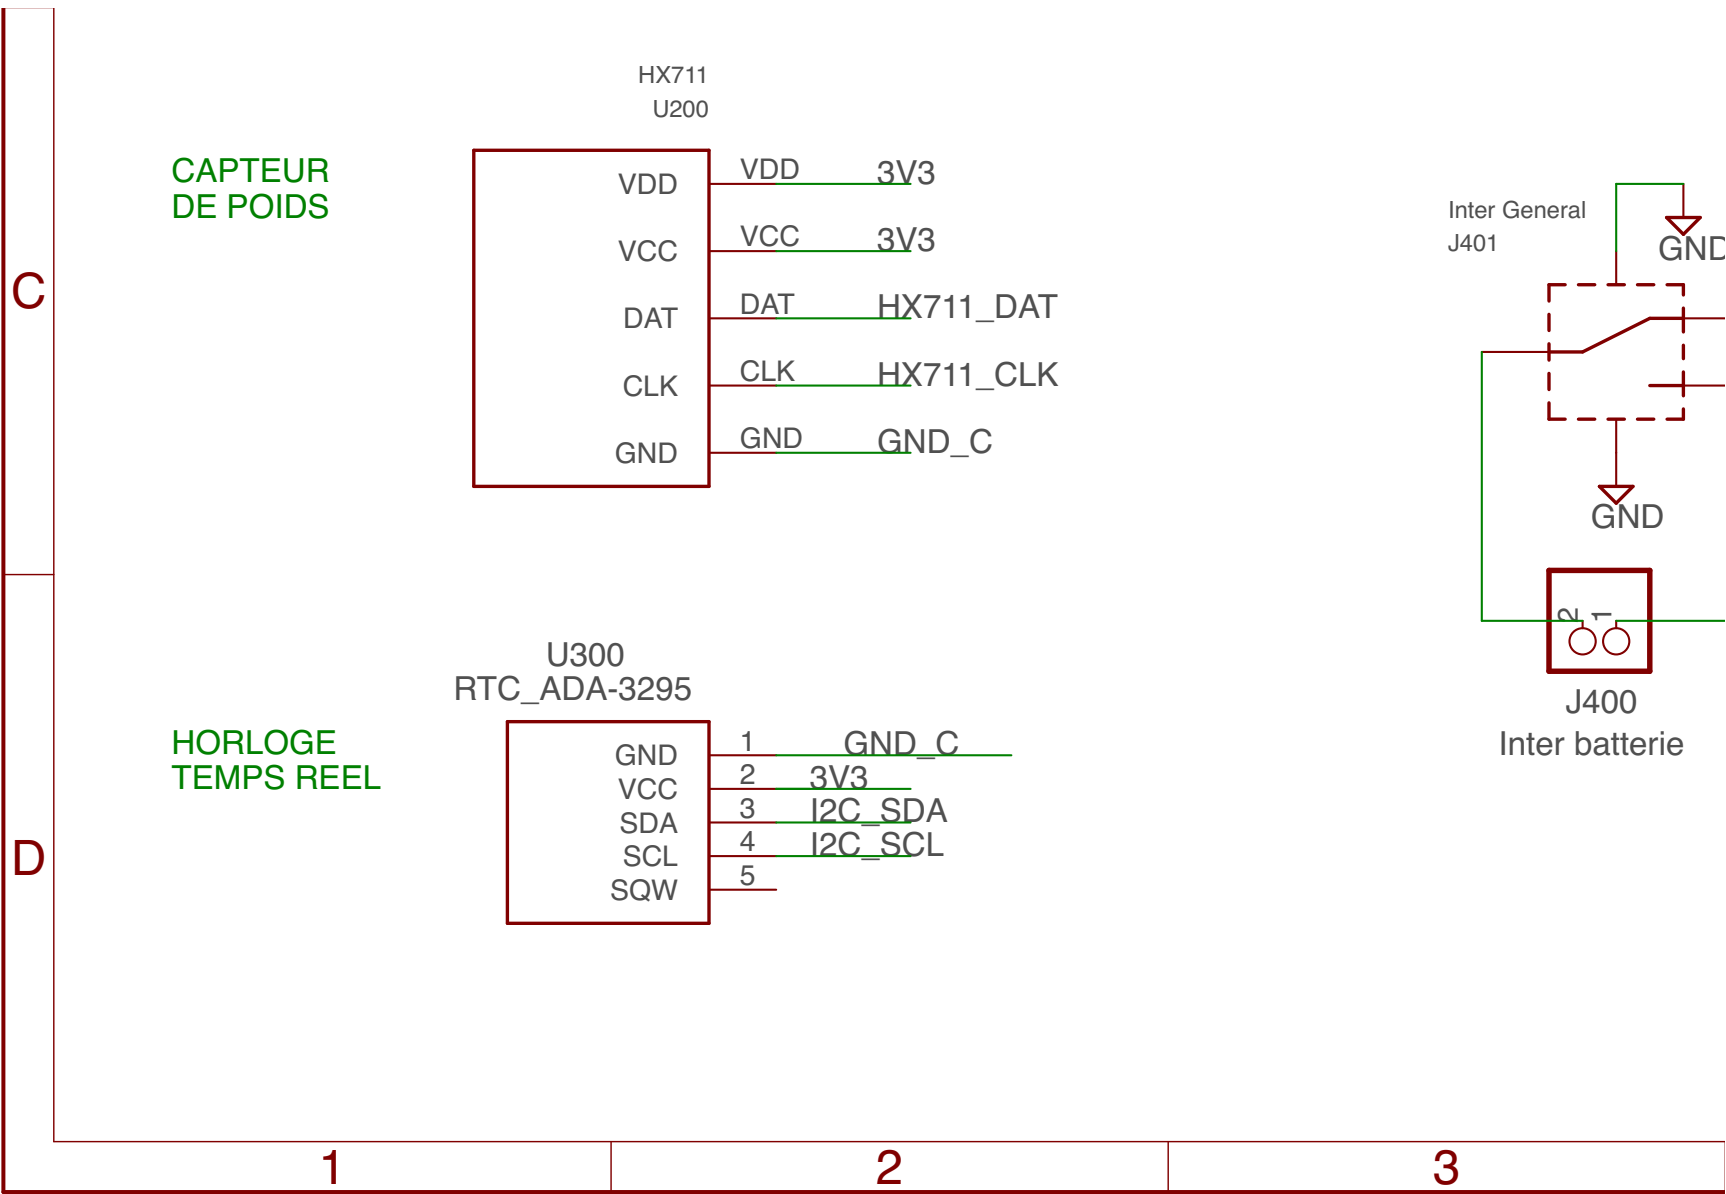 HX711
U200
CAPTEUR
DE POIDS
VDD VDD 3V3
VCC VCC 3V3
DAT DAT HX711_DAT
CLK CLK HX711_CLK
GND GND GND_C
Inter General
J401
GND
GND
C
U300
RTC_ADA-3295
HORLOGE
TEMPS REEL
GND 1 GND_C
VCC 2 3V3
SDA 3 I2C_SDA
SCL 4 I2C_SCL
SQW 5
2 1
J400
Inter batterie
D
1 2 3